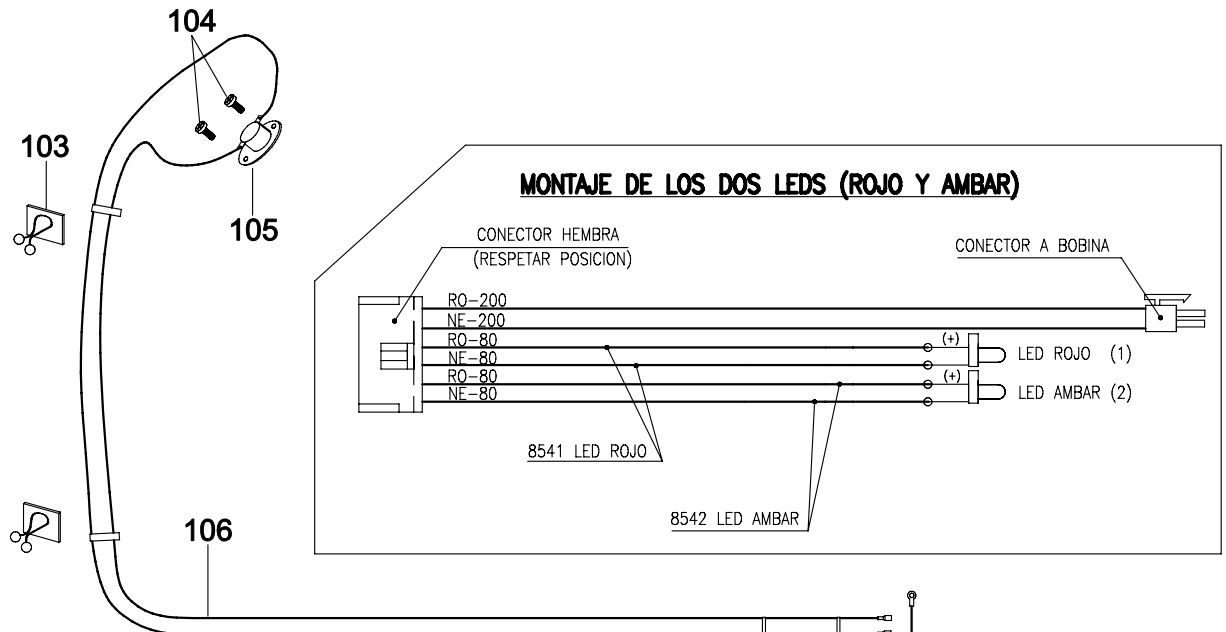 104
103
105
MONTAJE DE LOS DOS LEDS (ROJO Y AMBAR)
CONECTOR HEMBRA
(RESPETAR POSICION)
CONECTOR A BOBINA
RO-200
NE-200
RO-80
(+)
LED ROJO (1)
NE-80
RO-80
(+)
LED AMBAR (2)
NE-80
8541 LED ROJO
8542 LED AMBAR
106